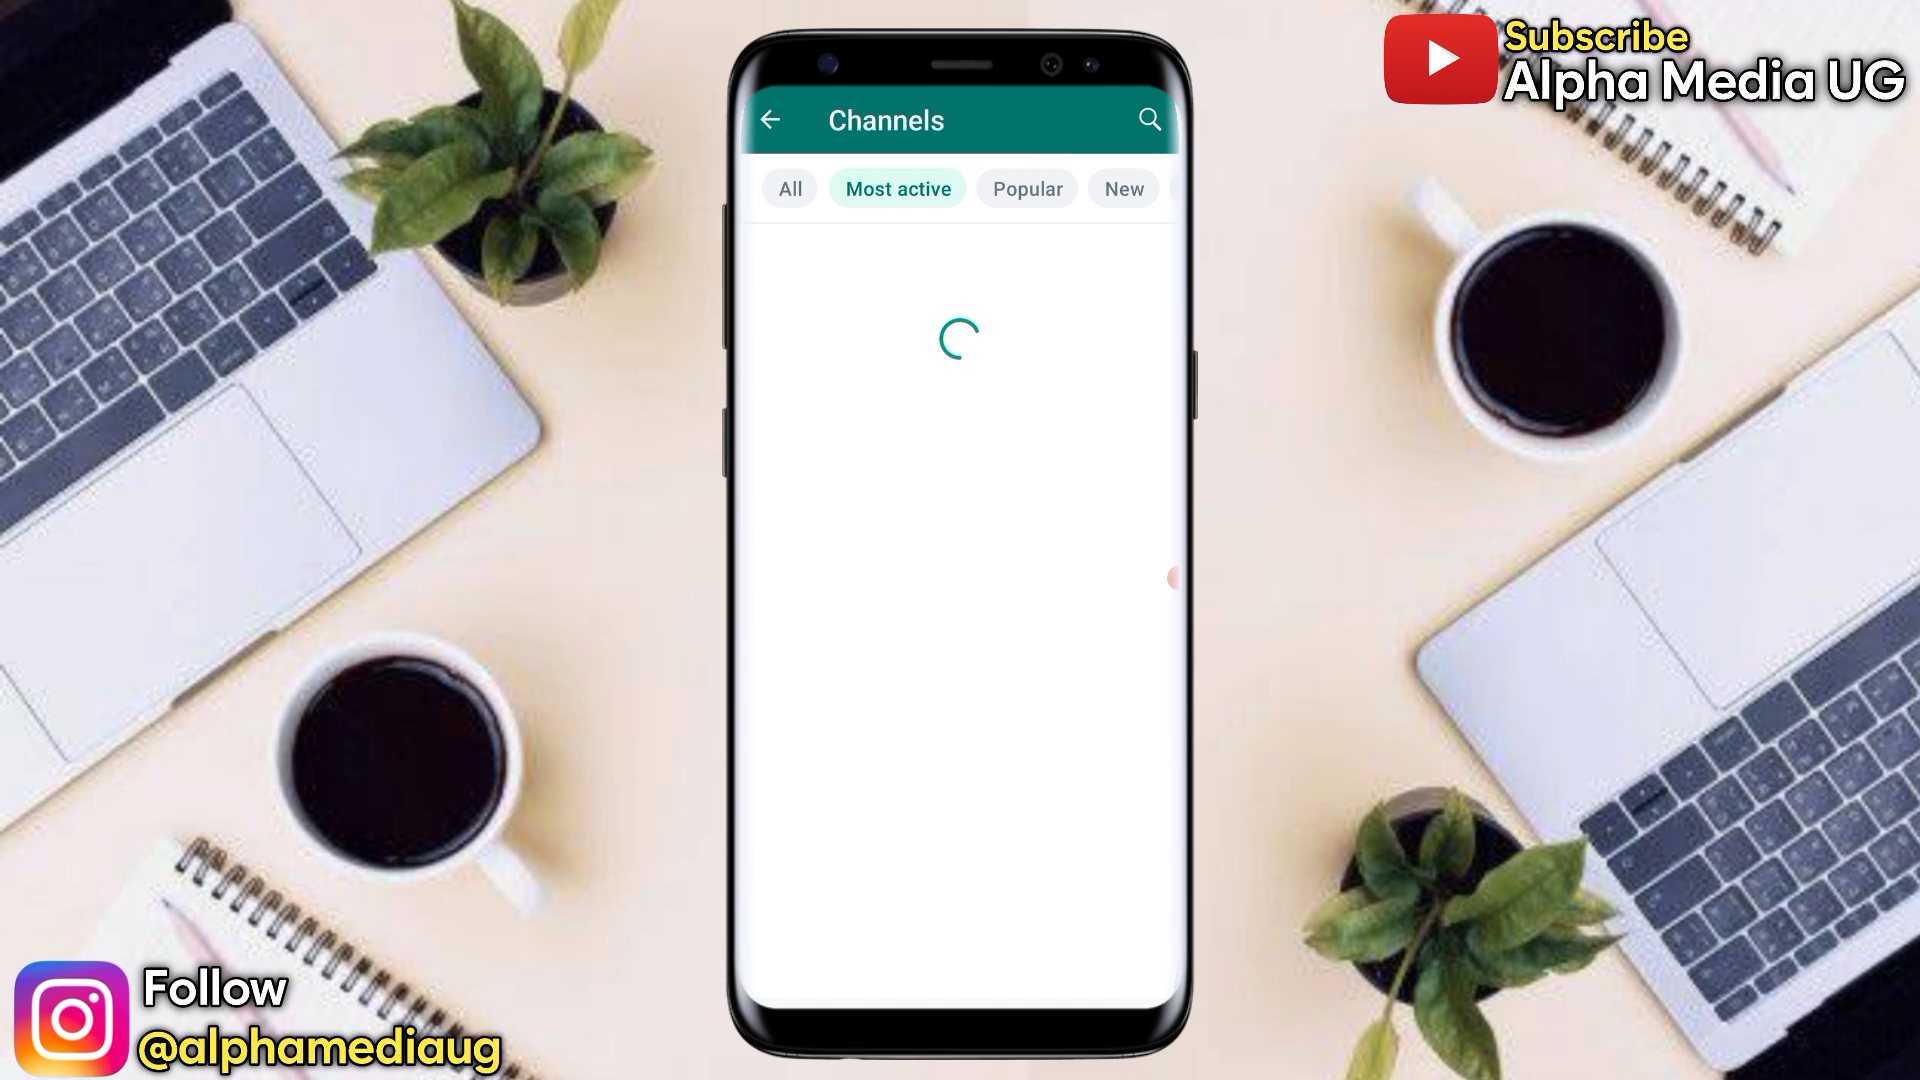 Subscribe
Alpha Media UG
Channels
All Most active Popular New
Follow
@alphamediaug